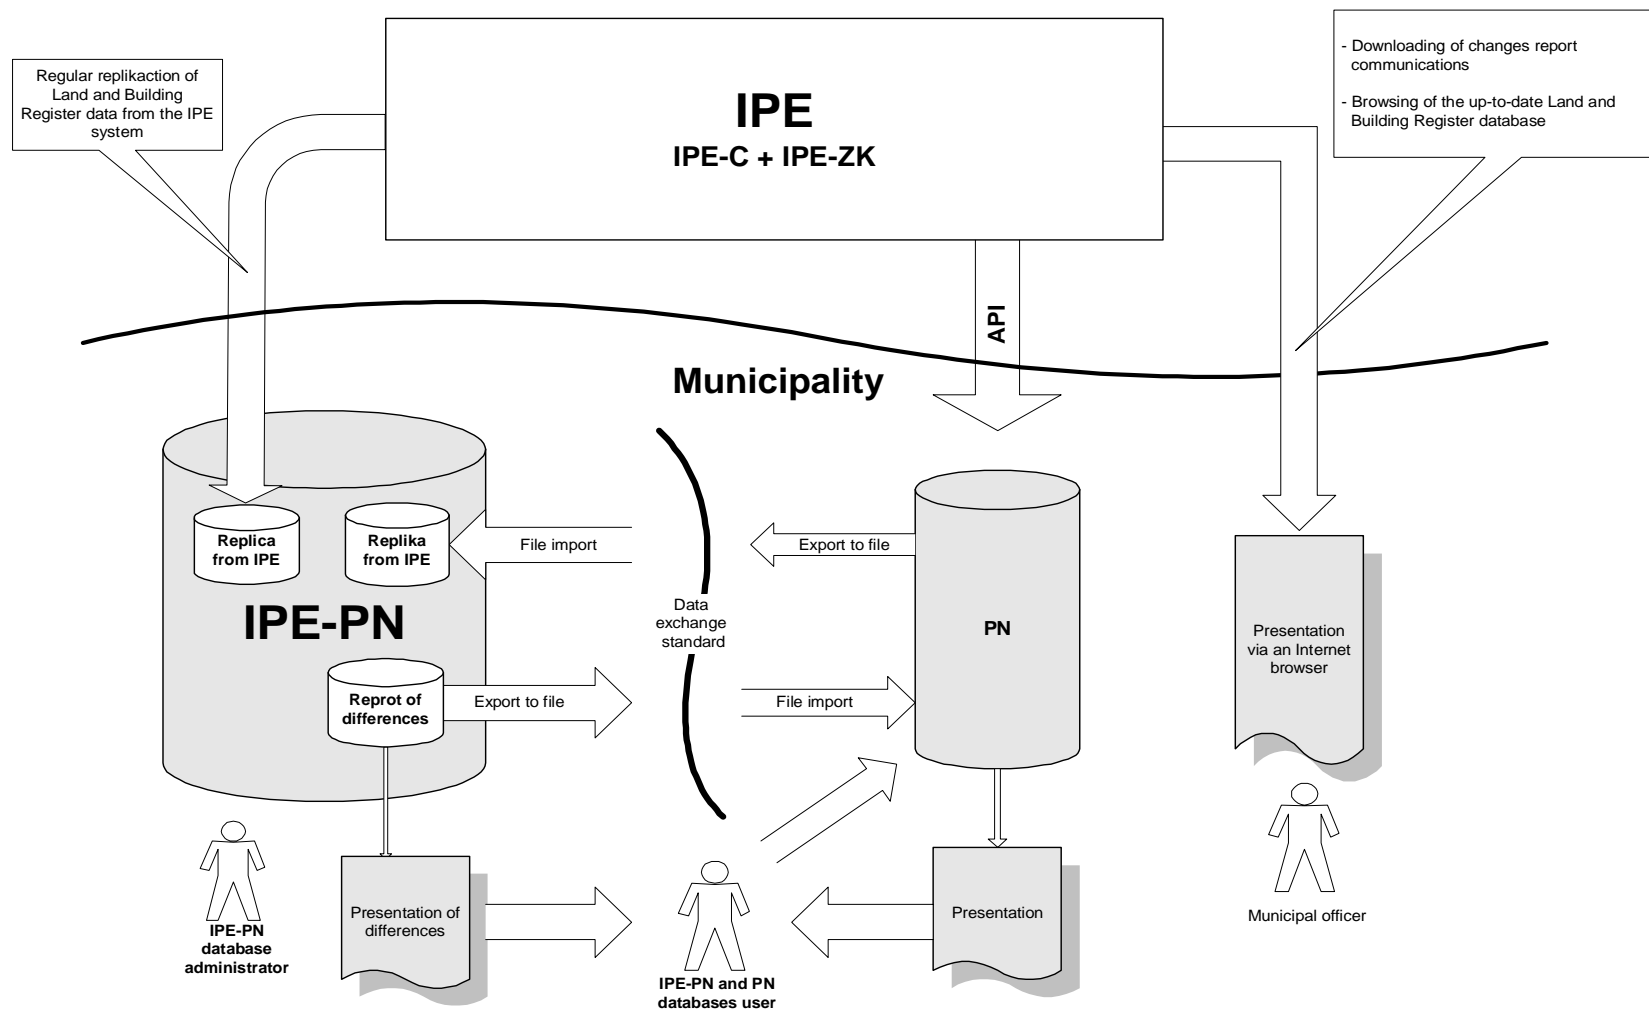 Regular replikaction of
Land and Building
Register data from the IPE
system
IPE
IPE-C + IPE-ZK
- Downloading of changes report
communications
- Browsing of the up-to-date Land and
Building Register database
API
Municipality
Replica
from IPE
Replika
from IPE
File import
Export to file
IPE-PN
Data
exchange
standard
PN
Presentation
via an Internet
browser
Reprot of
differences
Export to file
File import
IPE-PN
database
administrator
Presentation of
differences
IPE-PN and PN
databases user
Presentation
Municipal officer